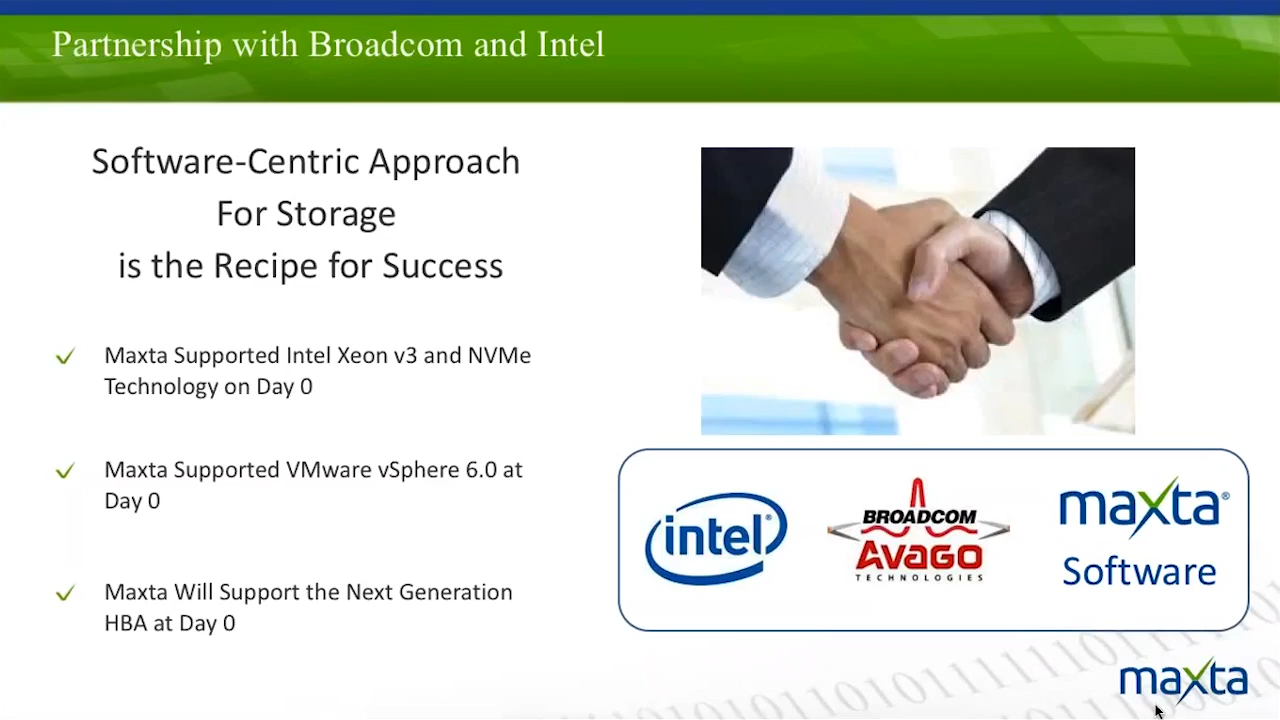 Partnership with Broadcom and Intel
Software-Centric Approach
For Storage
is the Recipe for Success
Maxta Supported Intel Xeon v3 and NVMe
Technology on Day 0
Maxta Supported VMware vSphere 6.0 at
Day 0
Maxta Will Support the Next Generation
HBA at Day 0
intel®
BROADCOM
AVAGO
TECHNOLOGIES
maxta®
Software
maxta